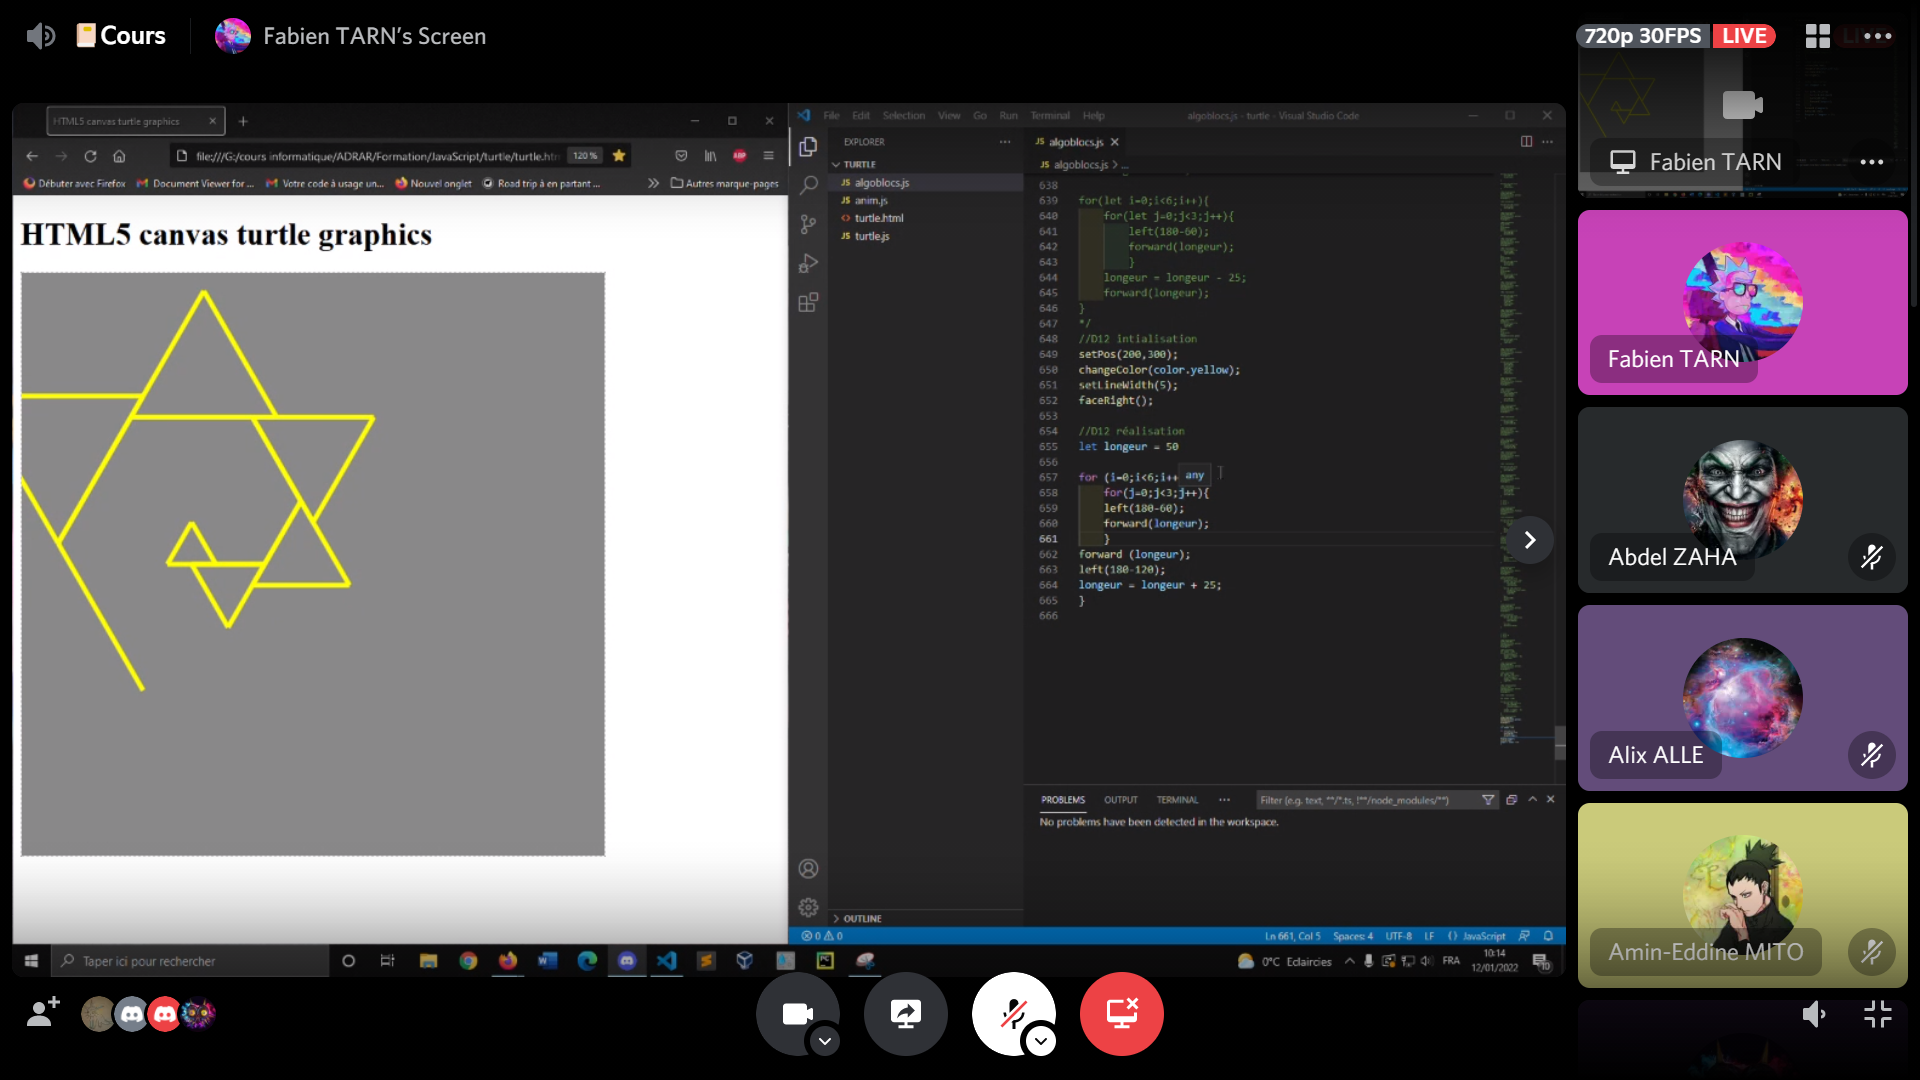 Cours
Fabien TARN's Screen
720p 30FPS
LIVE
HTML5 canvas turtle graphics
file:///G:/cours informatique/ADRAR/Formation/JavaScript/turtle/turtle.htm
120 %
ABP
Débuter avec Firefox
Document Viewer for ...
Votre code à usage un...
Nouvel onglet
Road trip à en partant ...
Autres marque-pages
HTML5 canvas turtle graphics
File Edit Selection View Go Run Terminal Help
algoblocs.js - turtle - Visual Studio Code
EXPLORER
TURTLE
JS algoblocs.js
JS anim.js
turtle.html
JS turtle.js
OUTLINE
JS algoblocs.js
JS algoblocs.js > ...
638
639 for(let i=0;i<6;i++){
640 for(let j=0;j<3;j++){
641 left(180-60);
642 forward(longeur);
643 }
644 longeur = longeur - 25;
645 forward(longeur);
646 }
647 */
648 //D12 intialisation
649 setPos(200,300);
650 changeColor(color.yellow);
651 setLineWidth(5);
652 faceRight();
653
654 //D12 réalisation
655 let longeur = 50
656
657 for (i=0;i<6;i++
any
658 for(j=0;j<3;j++){
659 left(180-60);
660 forward(longeur);
661 }
662 forward (longeur);
663 left(180-120);
664 longeur = longeur + 25;
665 }
666
PROBLEMS OUTPUT TERMINAL ...
Filter (e.g. text, **/*.ts, !**/node_modules/**)
No problems have been detected in the workspace.
0 0
Ln 661, Col 5 Spaces: 4 UTF-8 LF JavaScript
Taper ici pour rechercher
0°C Eclaircies
FRA
10:14
12/01/2022
10
Fabien TARN
Fabien TARN
Abdel ZAHA
Alix ALLE
Amin-Eddine MITO